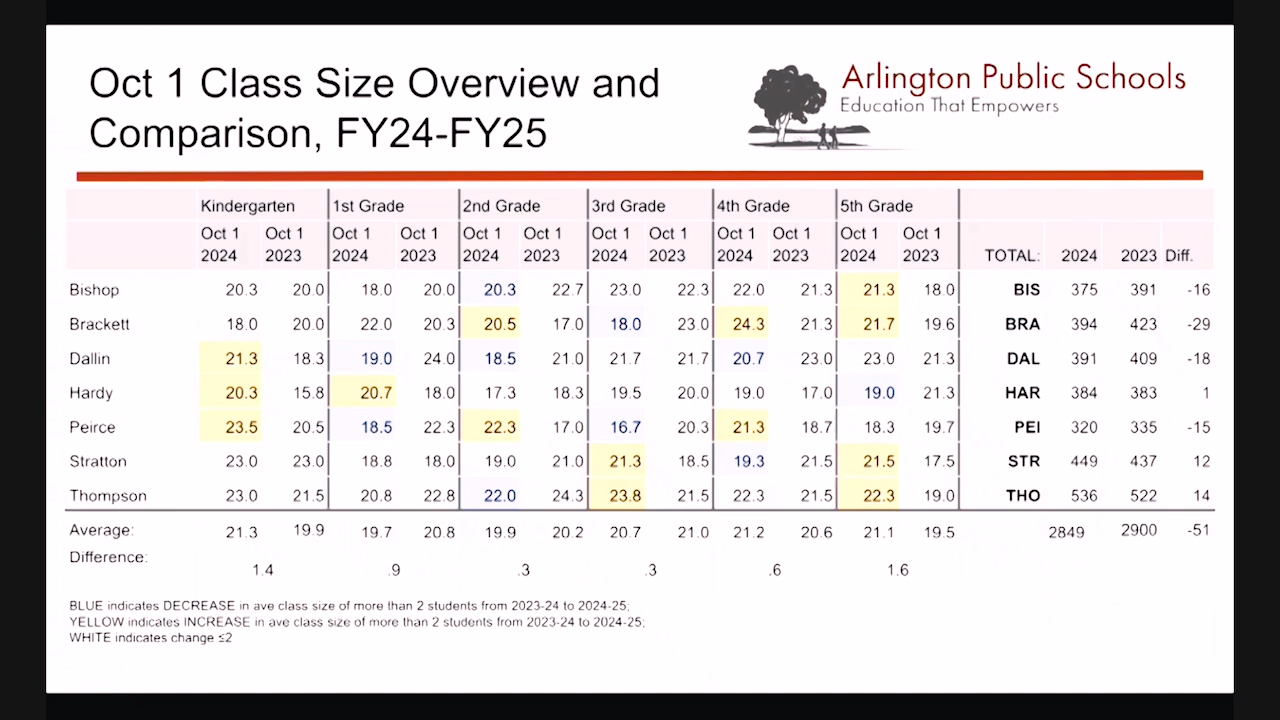 Oct 1 Class Size Overview and
Comparison, FY24-FY25
Arlington Public Schools
Education That Empowers
Kindergarten 1st Grade 2nd Grade 3rd Grade 4th Grade 5th Grade
Oct 1 Oct 1 Oct 1 Oct 1 Oct 1 Oct 1 Oct 1 Oct 1 Oct 1 Oct 1 Oct 1 Oct 1
2024 2023 2024 2023 2024 2023 2024 2023 2024 2023 2024 2023 TOTAL: 2024 2023 Diff.
Bishop 20.3 20.0 18.0 20.0 20.3 22.7 23.0 22.3 22.0 21.3 21.3 18.0 BIS 375 391 -16
Brackett 18.0 20.0 22.0 20.3 20.5 17.0 18.0 23.0 24.3 21.3 21.7 19.6 BRA 394 423 -29
Dallin 21.3 18.3 19.0 24.0 18.5 21.0 21.7 21.7 20.7 23.0 23.0 21.3 DAL 391 409 -18
Hardy 20.3 15.8 20.7 18.0 17.3 18.3 19.5 20.0 19.0 17.0 19.0 21.3 HAR 384 383 1
Peirce 23.5 20.5 18.5 22.3 22.3 17.0 16.7 20.3 21.3 18.7 18.3 19.7 PEI 320 335 -15
Stratton 23.0 23.0 18.8 18.0 19.0 21.0 21.3 18.5 19.3 21.5 21.5 17.5 STR 449 437 12
Thompson 23.0 21.5 20.8 22.8 22.0 24.3 23.8 21.5 22.3 21.5 22.3 19.0 THO 536 522 14
Average: 21.3 19.9 19.7 20.8 19.9 20.2 20.7 21.0 21.2 20.6 21.1 19.5 2849 2900 -51
Difference:
1.4 .9 .3 .3 .6 1.6
BLUE indicates DECREASE in ave class size of more than 2 students from 2023-24 to 2024-25;
YELLOW indicates INCREASE in ave class size of more than 2 students from 2023-24 to 2024-25;
WHITE indicates change ≤2